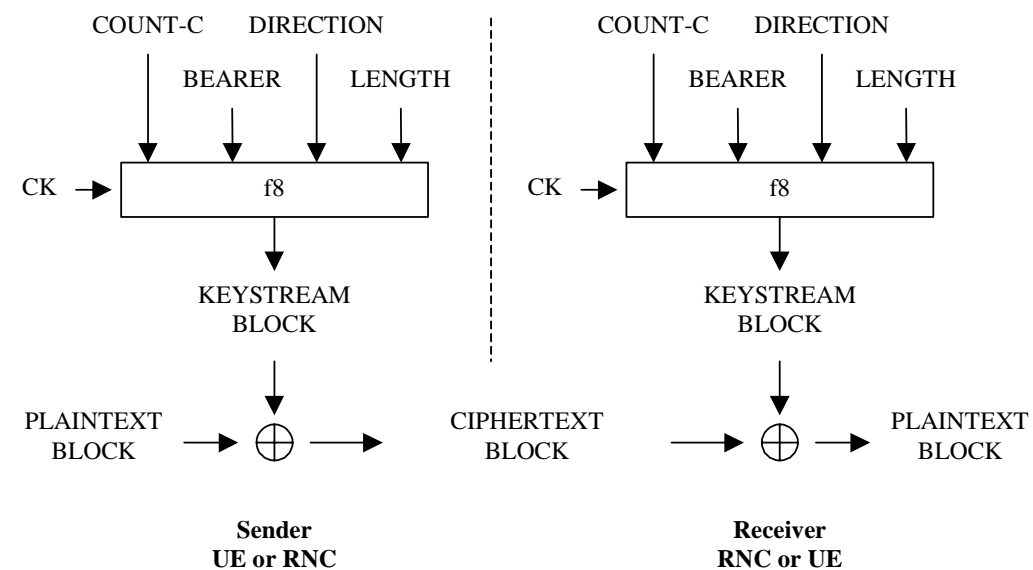 COUNT-C DIRECTION COUNT-C DIRECTION
BEARER LENGTH BEARER LENGTH
CK f8 CK f8
KEYSTREAM KEYSTREAM
BLOCK BLOCK
PLAINTEXT CIPHERTEXT PLAINTEXT
BLOCK BLOCK BLOCK
Sender Receiver
UE or RNC RNC or UE